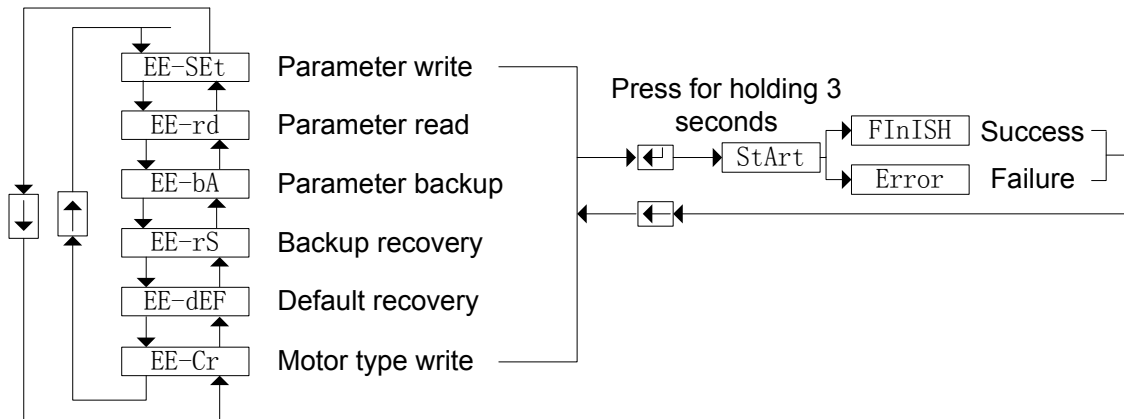 EE-SEt Parameter write
EE-rd Parameter read
EE-bA Parameter backup
EE-rS Backup recovery
EE-dEF Default recovery
EE-Cr Motor type write
Press for holding 3
seconds
StArt
FInISH Success
Error Failure